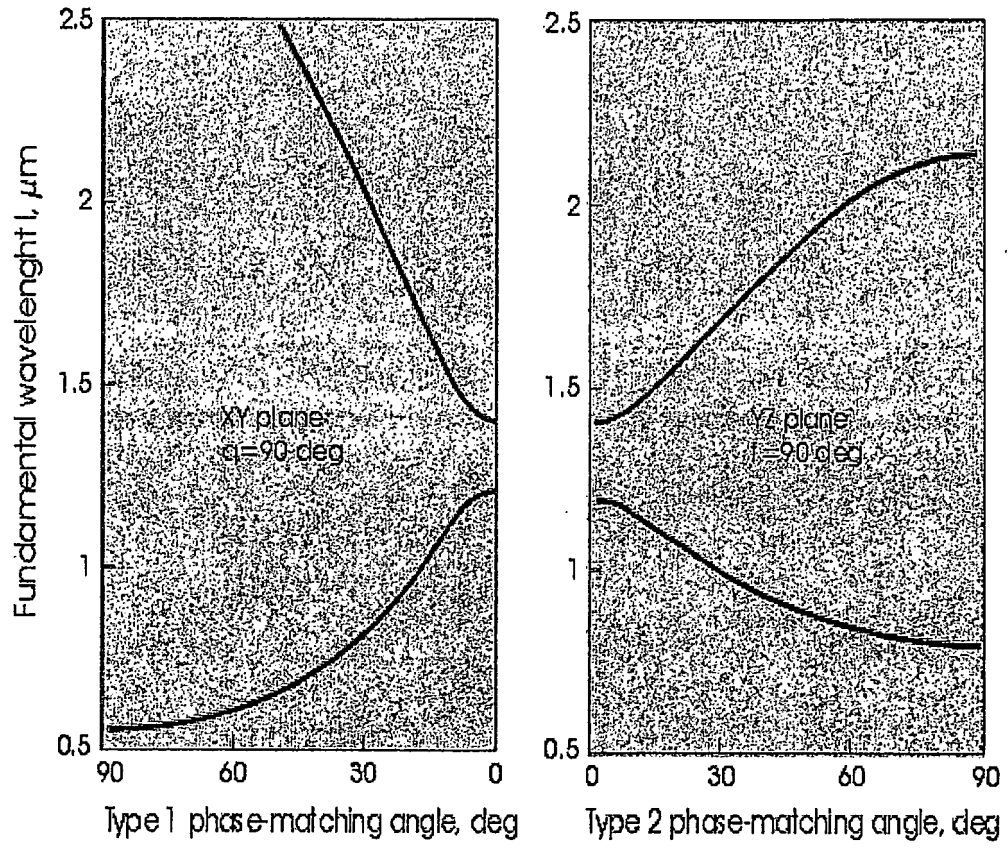 Fundamental wavelenght l, μm
2.5
2
1.5
1
0.5
XY plane
q=90 deg
90
60
30
0
Type 1 phase-matching angle, deg
2.5
2
1.5
1
0.5
YZ plane
f=90 deg
0
30
60
90
Type 2 phase-matching angle, deg